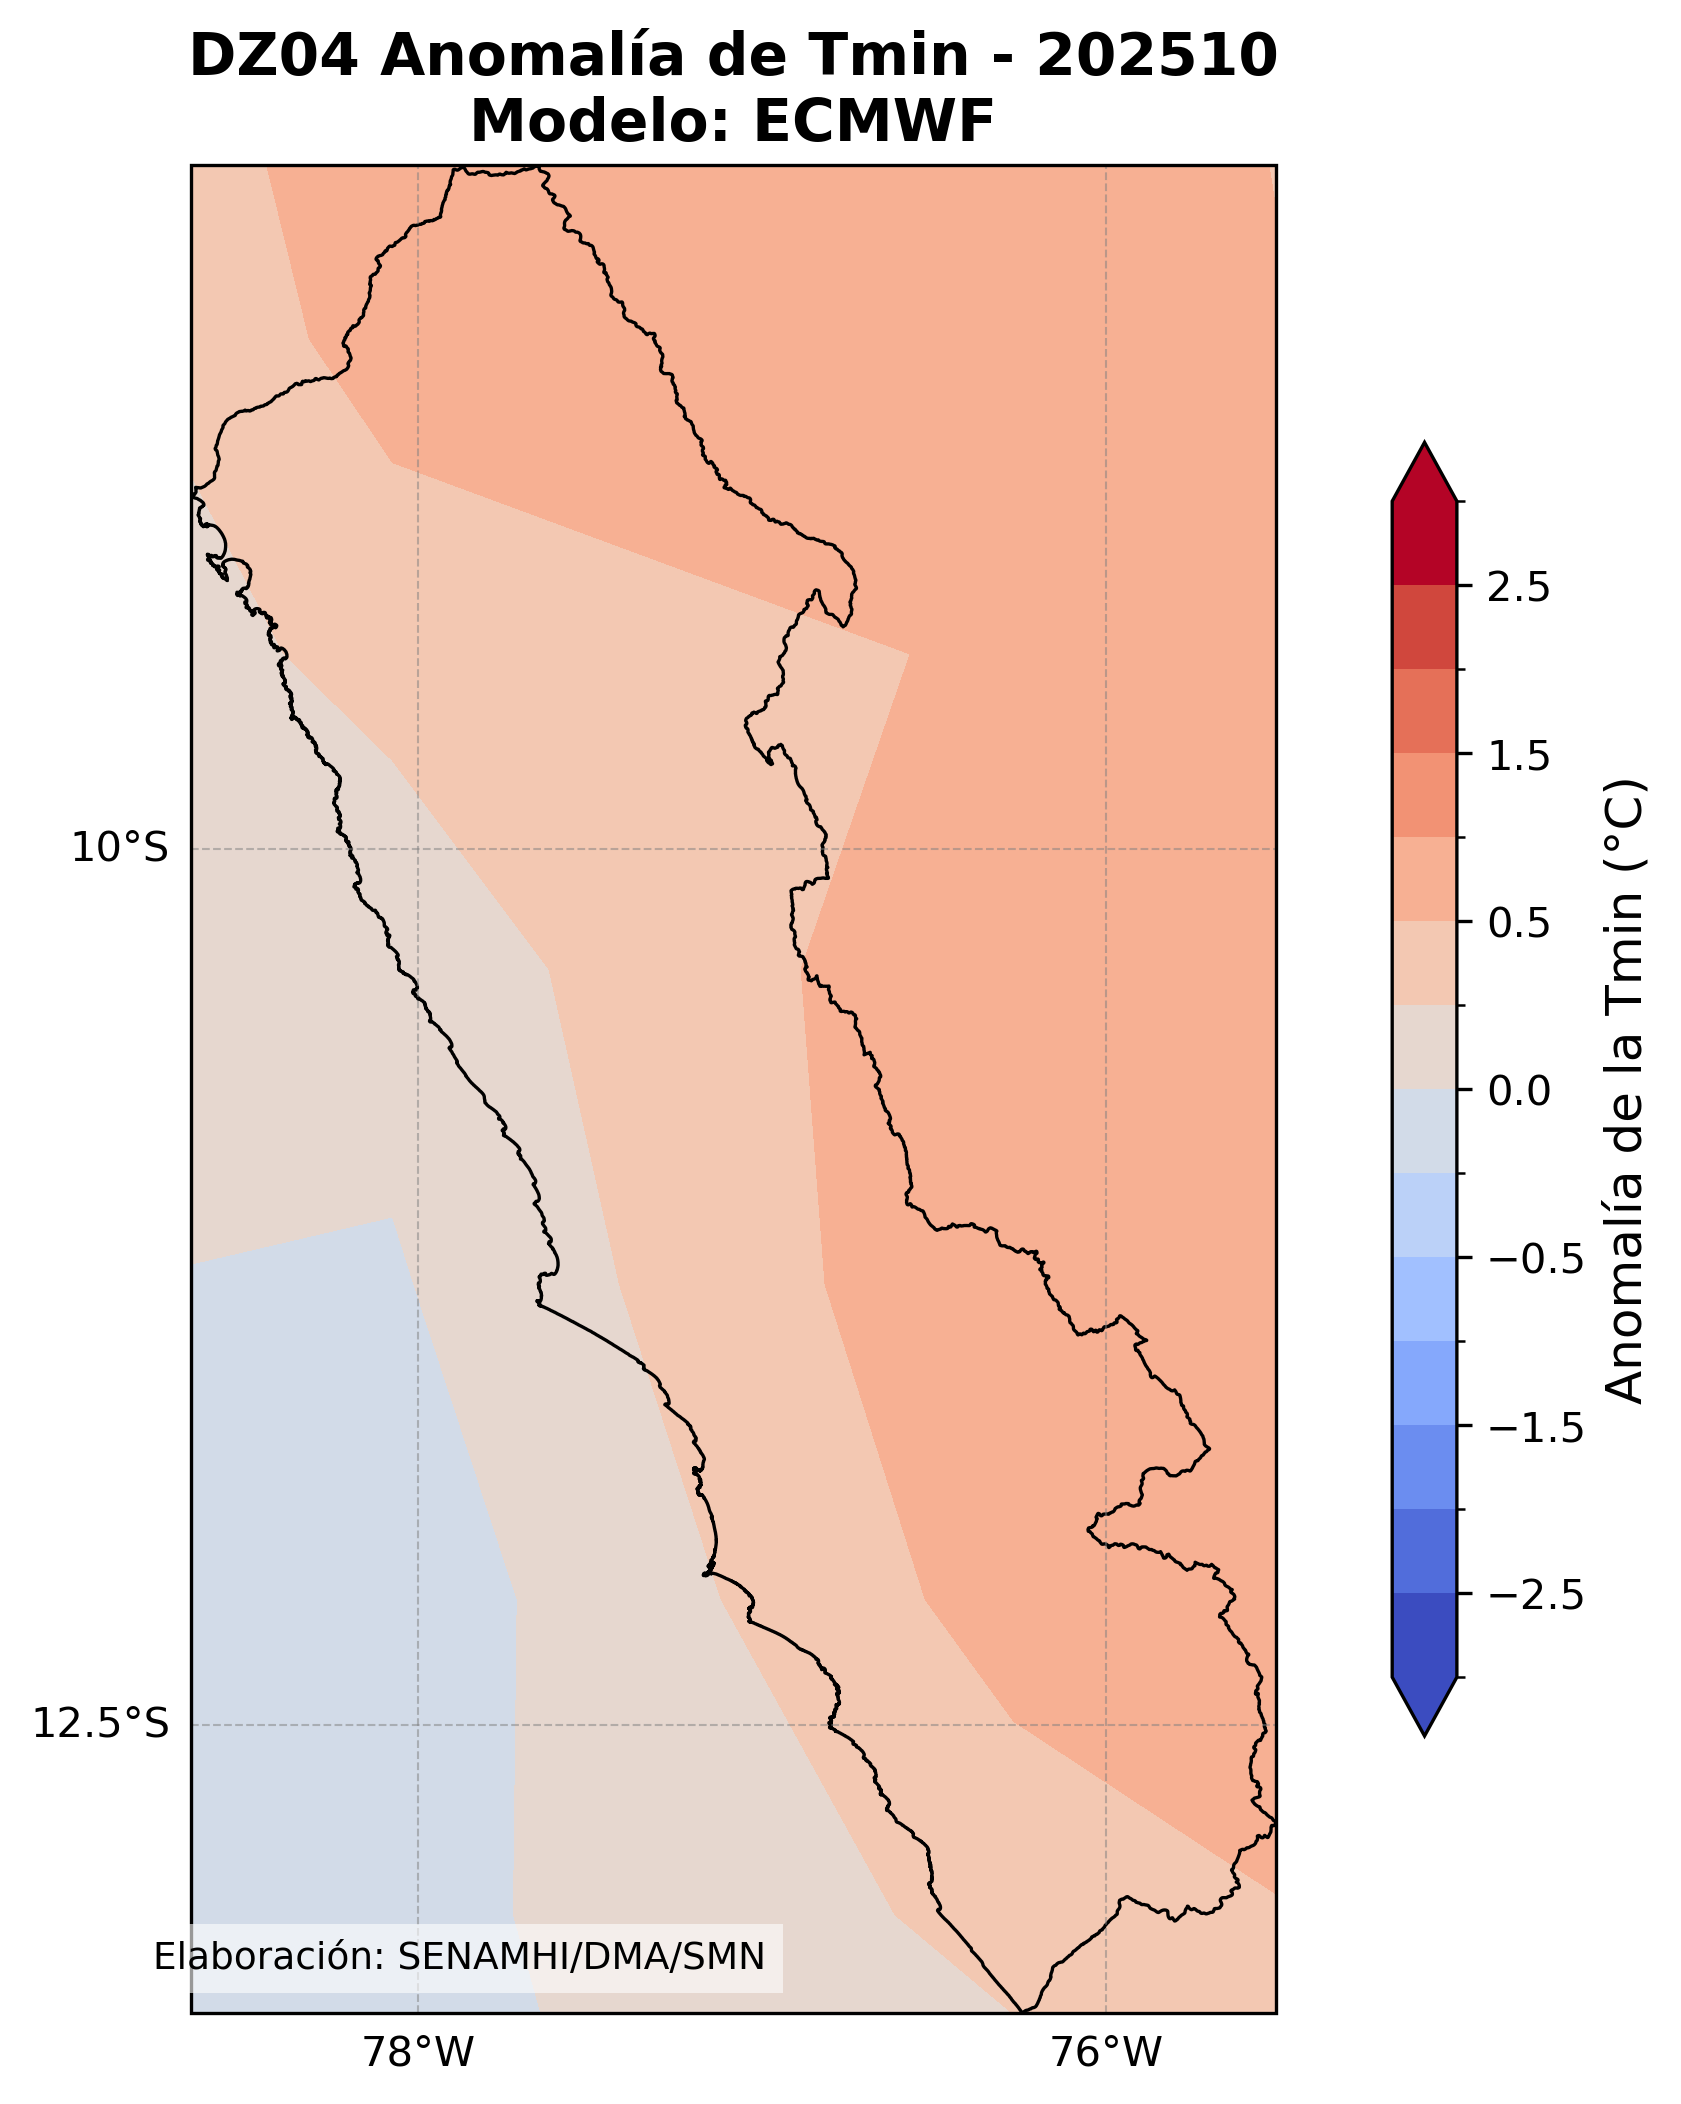 DZ04 Anomalía de Tmin - 202510
Modelo: ECMWF
10°S
12.5°S
78°W
76°W
2.5
1.5
0.5
0.0
−0.5
−1.5
−2.5
Anomalía de la Tmin (°C)
Elaboración: SENAMHI/DMA/SMN